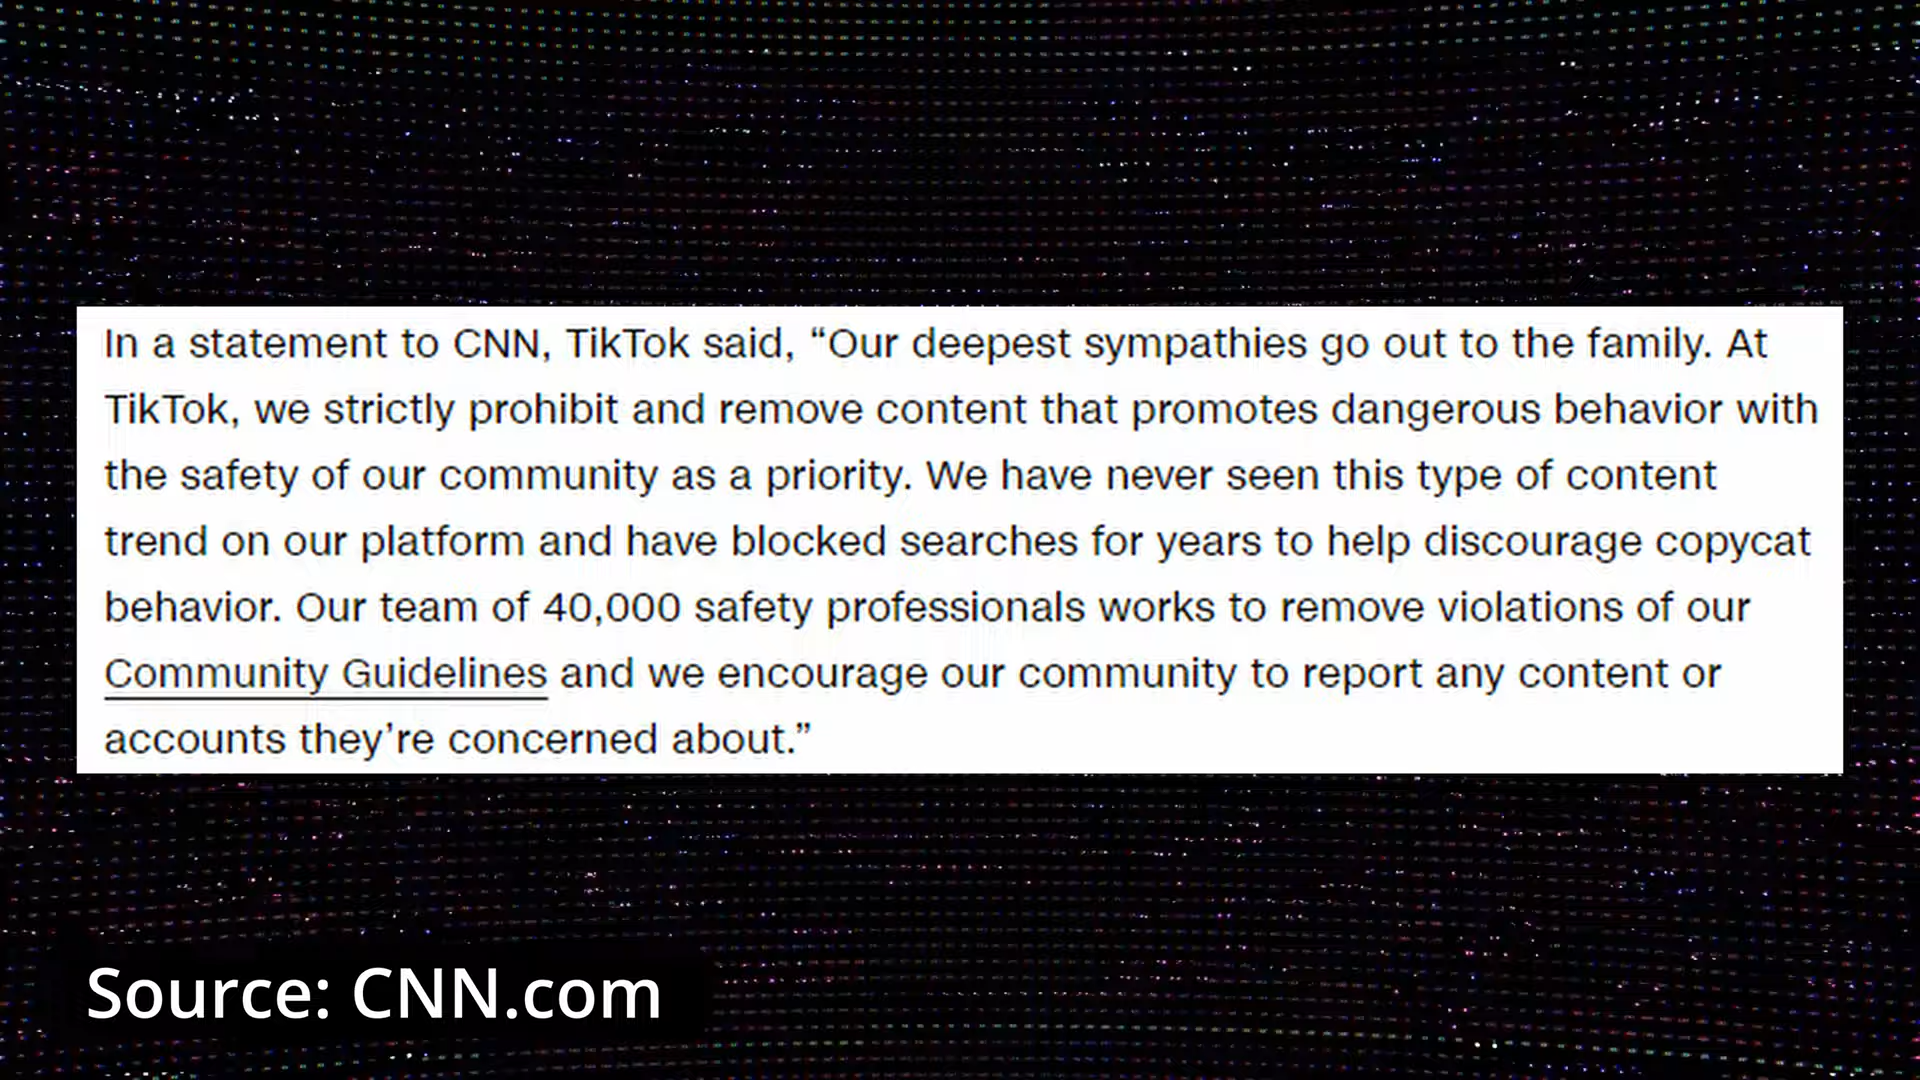 In a statement to CNN, TikTok said, “Our deepest sympathies go out to the family. At
TikTok, we strictly prohibit and remove content that promotes dangerous behavior with
the safety of our community as a priority. We have never seen this type of content
trend on our platform and have blocked searches for years to help discourage copycat
behavior. Our team of 40,000 safety professionals works to remove violations of our
Community Guidelines and we encourage our community to report any content or
accounts they’re concerned about.”
Source: CNN.com